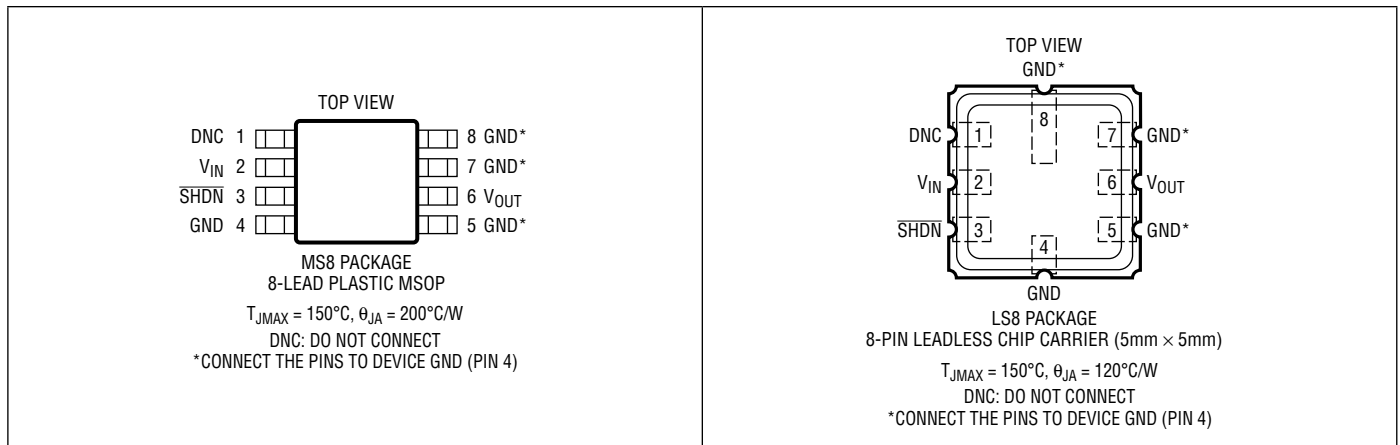 TOP VIEW
DNC 1
V_IN 2
SHDN 3
GND 4
8 GND*
7 GND*
6 V_OUT
5 GND*
MS8 PACKAGE
8-LEAD PLASTIC MSOP
T_JMAX = 150°C, θ_JA = 200°C/W
DNC: DO NOT CONNECT
*CONNECT THE PINS TO DEVICE GND (PIN 4)
TOP VIEW
GND*
8
DNC 1
7 GND*
V_IN 2
6 V_OUT
SHDN 3
5 GND*
4
GND
LS8 PACKAGE
8-PIN LEADLESS CHIP CARRIER (5mm × 5mm)
T_JMAX = 150°C, θ_JA = 120°C/W
DNC: DO NOT CONNECT
*CONNECT THE PINS TO DEVICE GND (PIN 4)